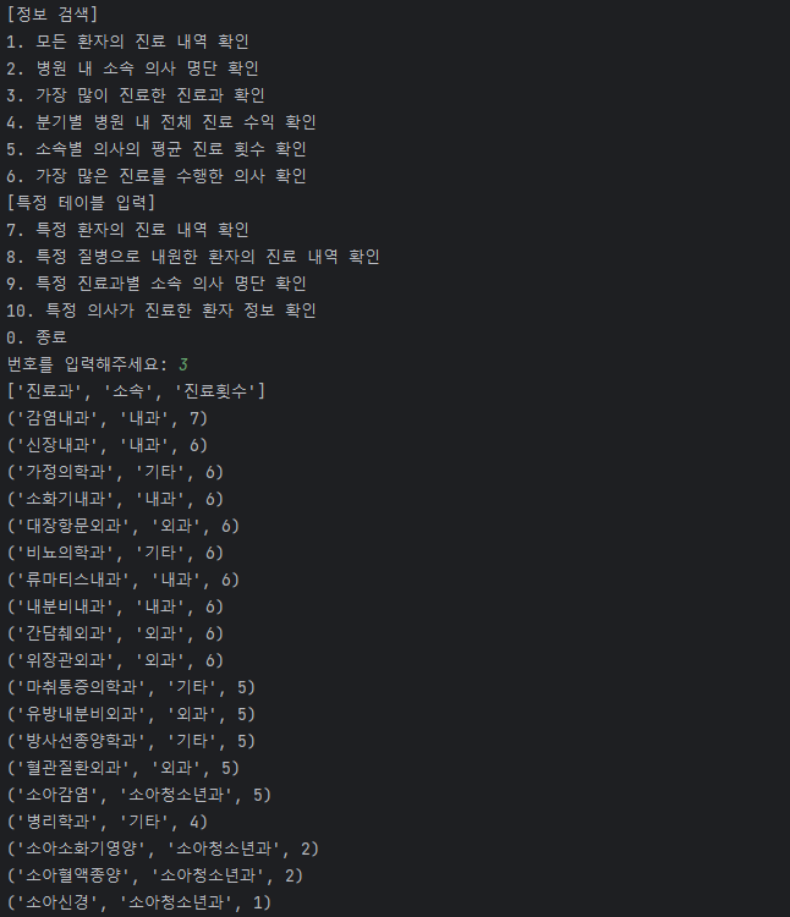 [정보 검색]
1. 모든 환자의 진료 내역 확인
2. 병원 내 소속 의사 명단 확인
3. 가장 많이 진료한 진료과 확인
4. 분기별 병원 내 전체 진료 수익 확인
5. 소속별 의사의 평균 진료 횟수 확인
6. 가장 많은 진료를 수행한 의사 확인
[특정 테이블 입력]
7. 특정 환자의 진료 내역 확인
8. 특정 질병으로 내원한 환자의 진료 내역 확인
9. 특정 진료과별 소속 의사 명단 확인
10. 특정 의사가 진료한 환자 정보 확인
0. 종료
번호를 입력해주세요: 3
['진료과', '소속', '진료횟수']
('감염내과', '내과', 7)
('신장내과', '내과', 6)
('가정의학과', '기타', 6)
('소화기내과', '내과', 6)
('대장항문외과', '외과', 6)
('비뇨의학과', '기타', 6)
('류마티스내과', '내과', 6)
('내분비내과', '내과', 6)
('간담췌외과', '외과', 6)
('위장관외과', '외과', 6)
('마취통증의학과', '기타', 5)
('유방내분비외과', '외과', 5)
('방사선종양학과', '기타', 5)
('혈관질환외과', '외과', 5)
('소아감염', '소아청소년과', 5)
('병리학과', '기타', 4)
('소아소화기영양', '소아청소년과', 2)
('소아혈액종양', '소아청소년과', 2)
('소아신경', '소아청소년과', 1)